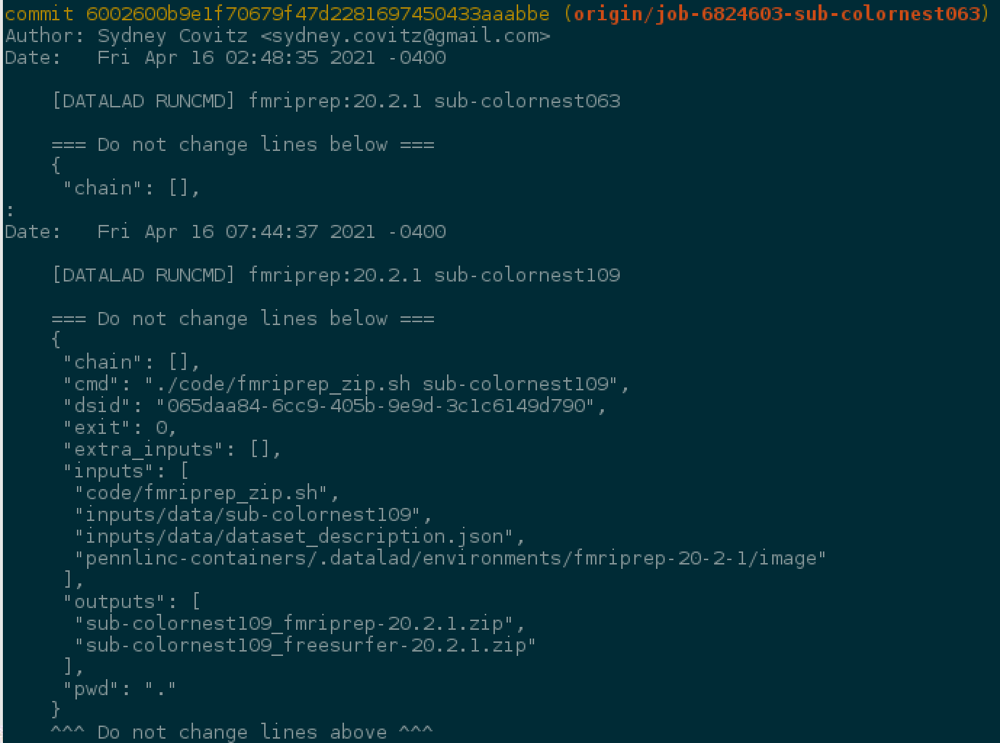 commit 6002600b9e1f70679f47d2281697450433aaabbe (origin/job-6824603-sub-colornest063)
Author: Sydney Covitz <sydney.covitz@gmail.com>
Date:   Fri Apr 16 02:48:35 2021 -0400
    [DATALAD RUNCMD] fmriprep:20.2.1 sub-colornest063
    === Do not change lines below ===
    {
     "chain": [],
:
Date:   Fri Apr 16 07:44:37 2021 -0400
    [DATALAD RUNCMD] fmriprep:20.2.1 sub-colornest109
    === Do not change lines below ===
    {
     "chain": [],
     "cmd": "./code/fmriprep_zip.sh sub-colornest109",
     "dsid": "065daa84-6cc9-405b-9e9d-3c1c6149d790",
     "exit": 0,
     "extra_inputs": [],
     "inputs": [
      "code/fmriprep_zip.sh",
      "inputs/data/sub-colornest109",
      "inputs/data/dataset_description.json",
      "pennlinc-containers/.datalad/environments/fmriprep-20-2-1/image"
     ],
     "outputs": [
      "sub-colornest109_fmriprep-20.2.1.zip",
      "sub-colornest109_freesurfer-20.2.1.zip"
     ],
     "pwd": "."
    }
    ^^^ Do not change lines above ^^^